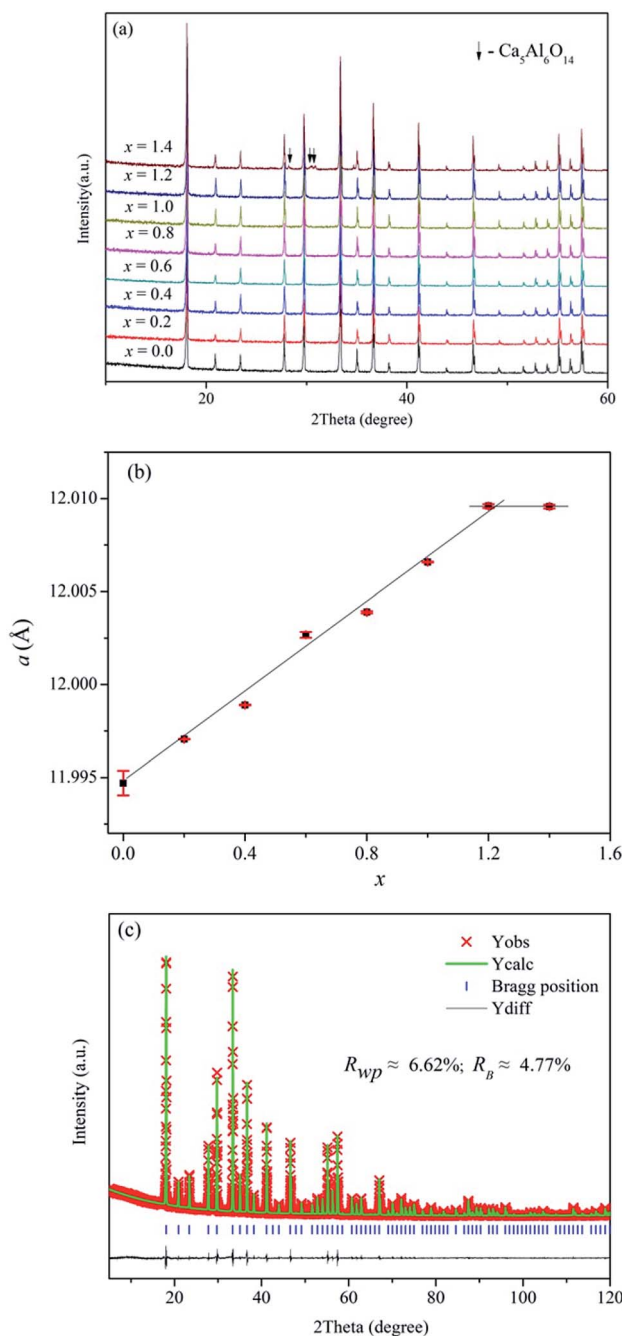 (a)
↓ - Ca₅Al₆O₁₄
x = 1.4
x = 1.2
x = 1.0
x = 0.8
x = 0.6
x = 0.4
x = 0.2
x = 0.0
Intensity(a.u.)
20 40 60
2Theta (degree)
(b)
12.010
12.005
12.000
11.995
a (Å)
0.0 0.4 0.8 1.2 1.6
x
(c)
Yobs
Ycalc
Bragg position
Ydiff
R_wp ≈ 6.62%; R_B ≈ 4.77%
Intensity (a.u.)
20 40 60 80 100 120
2Theta (degree)